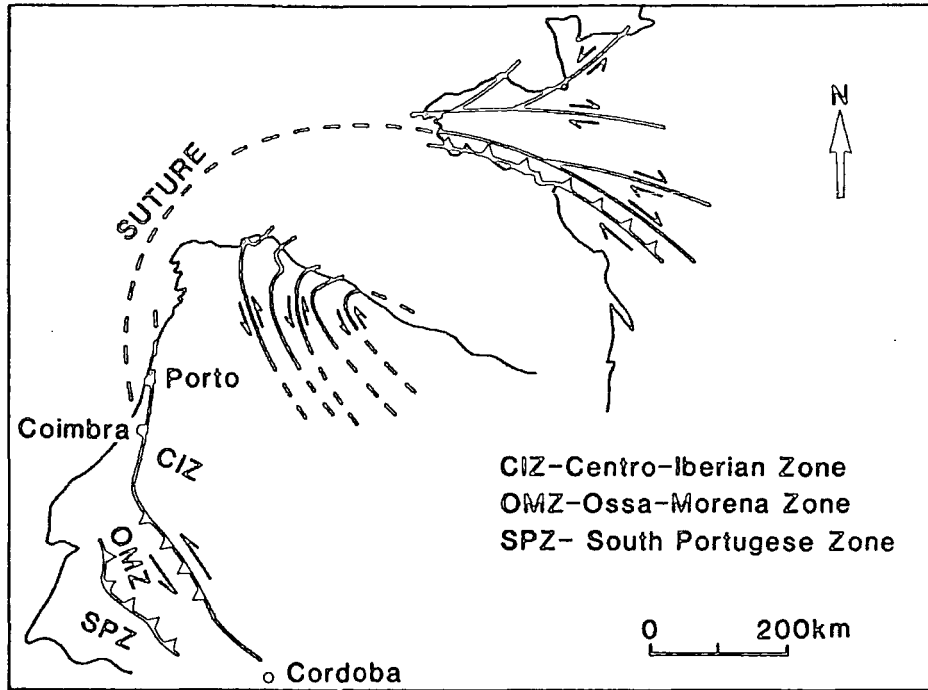 N
SUTURE
Porto
Coimbra
CIZ
CIZ-Centro-Iberian Zone
OMZ-Ossa-Morena Zone
SPZ- South Portugese Zone
OMZ
SPZ
0 200km
Cordoba